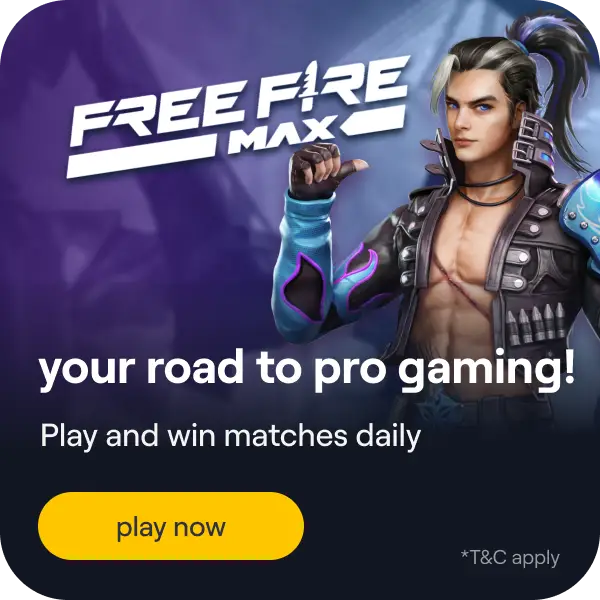 FREE FIRE
MAX
your road to pro gaming!
Play and win matches daily
play now
*T&C apply